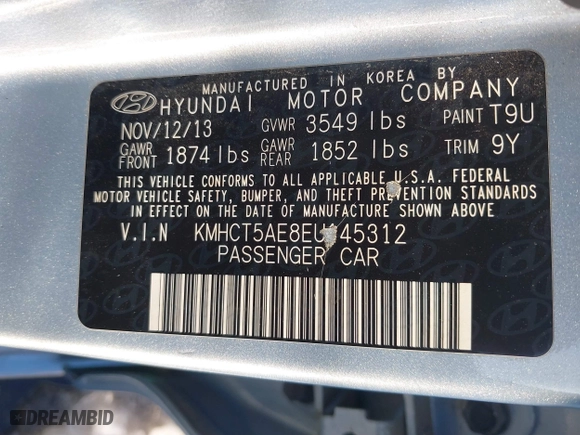 MANUFACTURED IN KOREA BY
HYUNDAI MOTOR COMPANY
NOV/12/13 GVWR 3549 lbs PAINT T9U
GAWR FRONT 1874 lbs GAWR REAR 1852 lbs TRIM 9Y
THIS VEHICLE CONFORMS TO ALL APPLICABLE U.S.A. FEDERAL
MOTOR VEHICLE SAFETY, BUMPER, AND THEFT PREVENTION STANDARDS
IN EFFECT ON THE DATE OF MANUFACTURE SHOWN ABOVE
V.I.N
PASSENGER CAR
DREAMBID